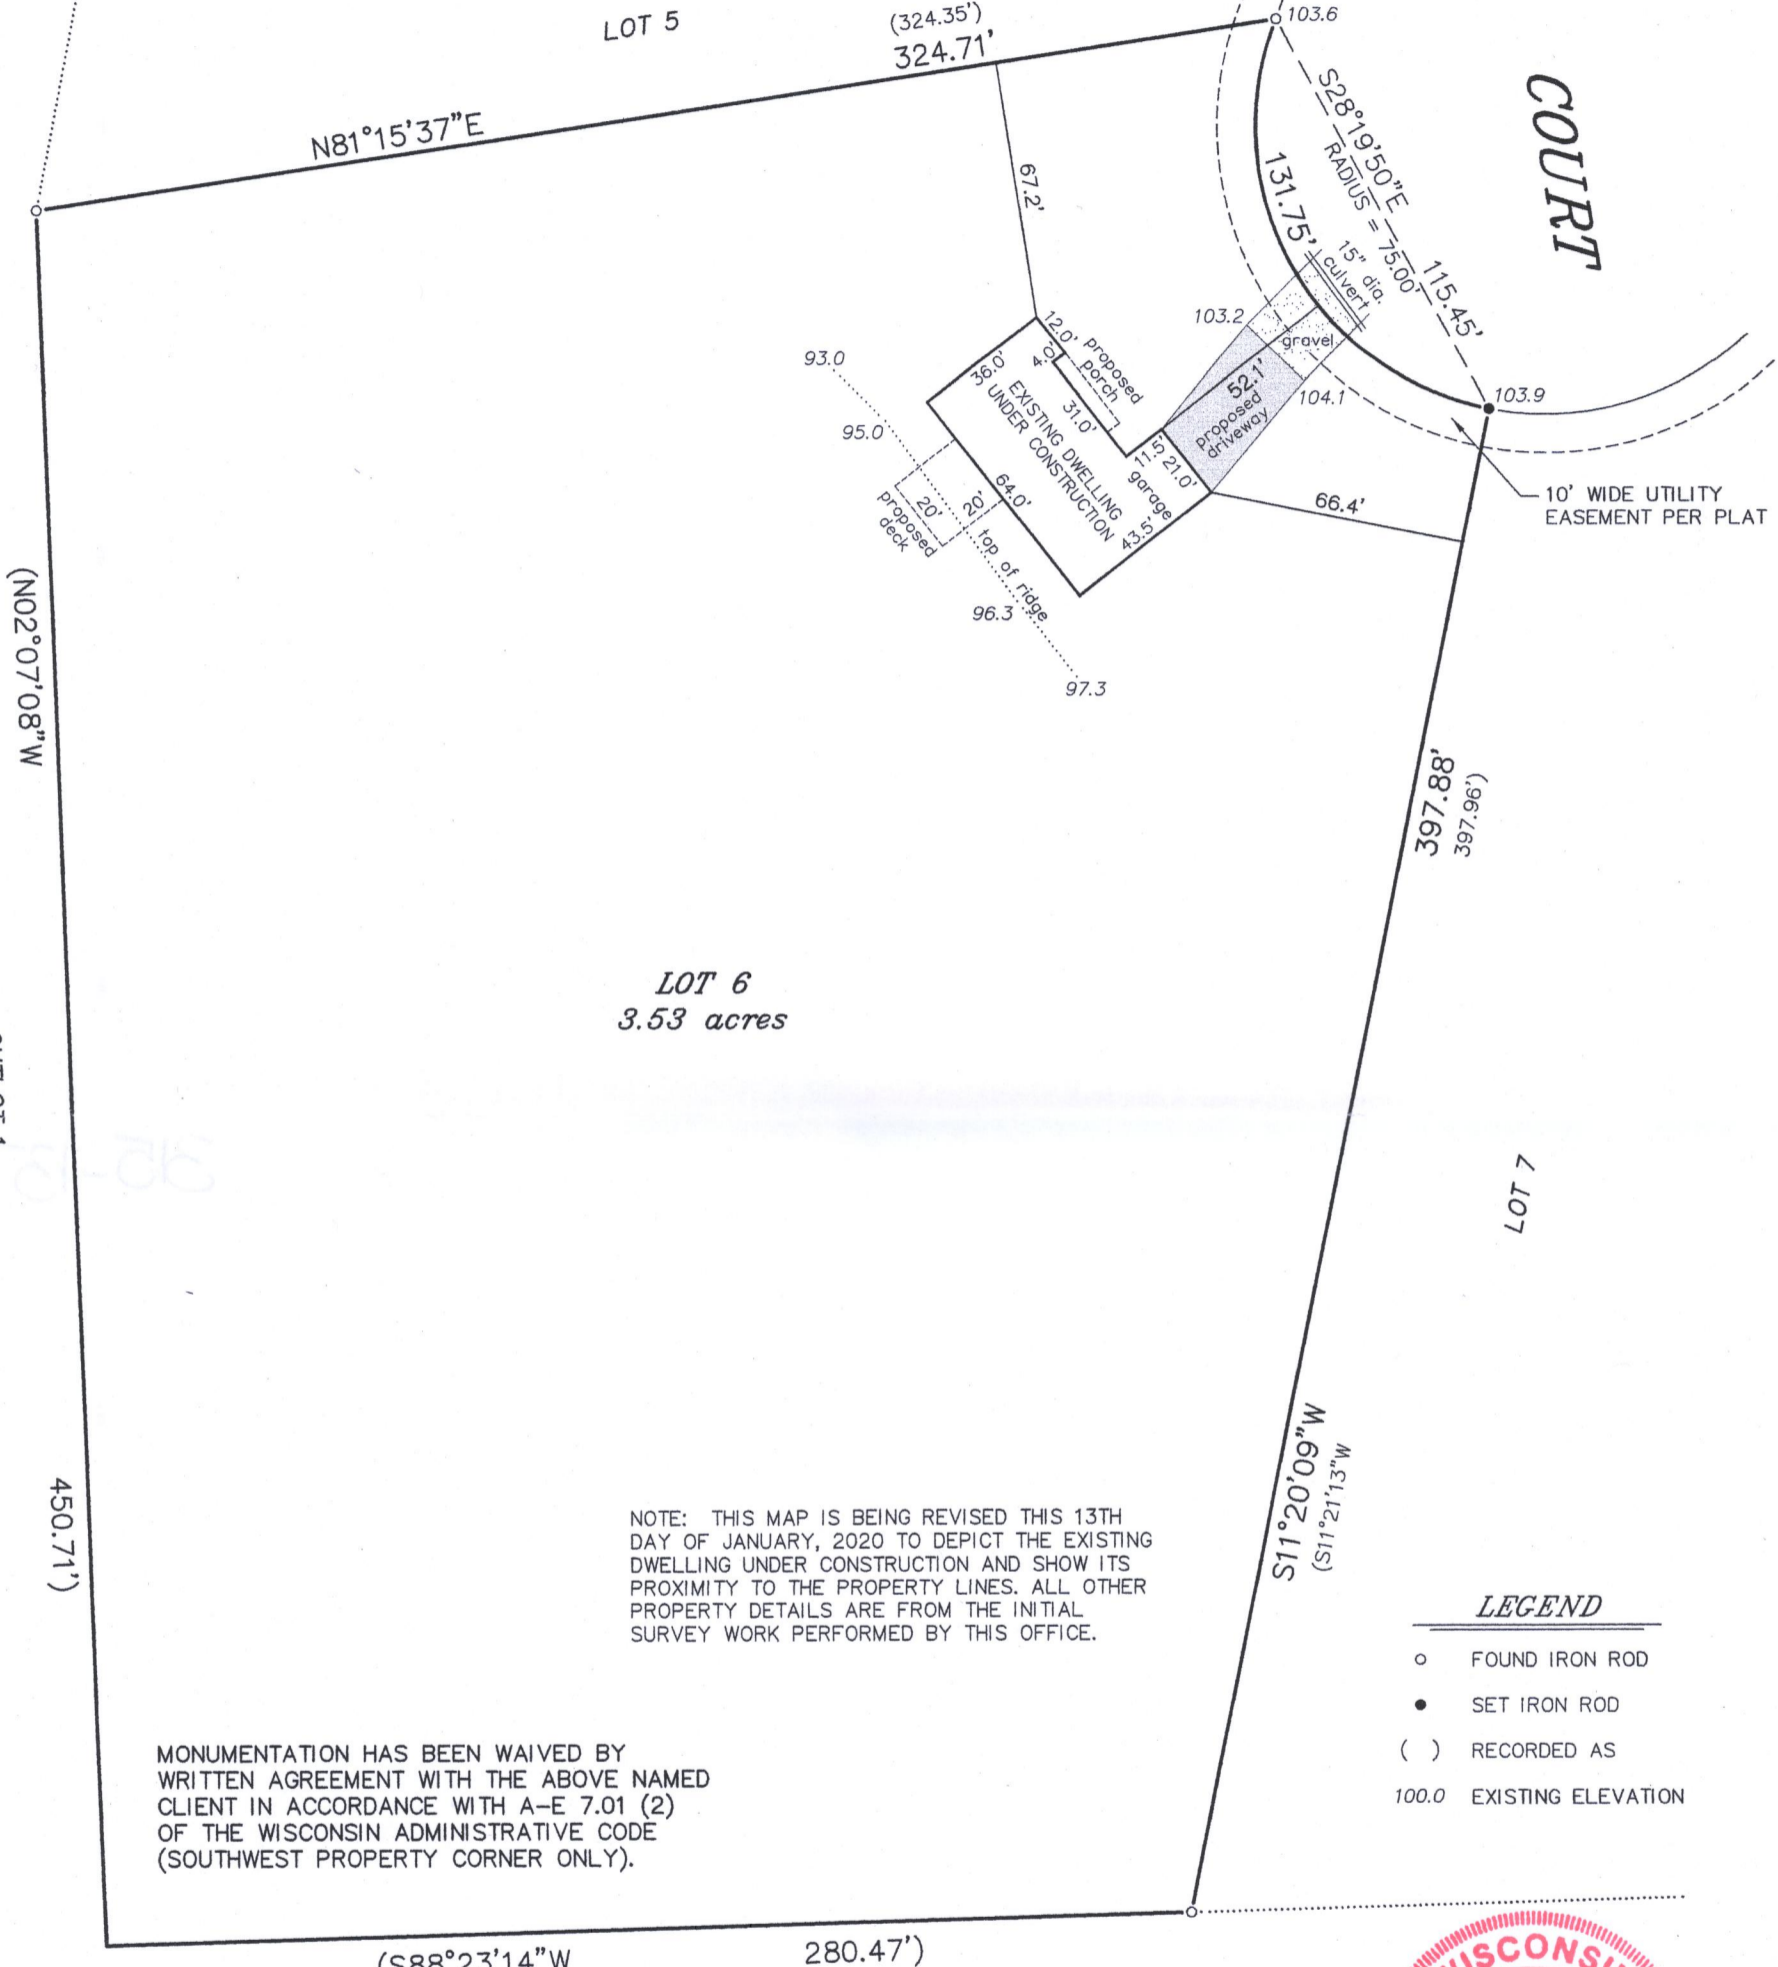 LOT 5
(324.35')
324.71'
103.6
N81°15'37"E
COURT
S28°19'50"E
115.45'
RADIUS = 75.00'
131.75'
67.2'
15" dia.
culvert
103.2
gravel
104.1
103.9
52.1'
proposed
driveway
12.0'
4.0'
proposed
porch
36.0'
31.0'
EXISTING DWELLING
UNDER CONSTRUCTION
11.5'
21.0'
garage
43.5'
64.0'
66.4'
93.0
95.0
20'
20'
proposed
deck
top of ridge
96.3
97.3
10' WIDE UTILITY
EASEMENT PER PLAT
(N02°07'08"W
450.71')
397.88'
397.96')
LOT 6
3.53 acres
LOT 7
S11°20'09"W
(S11°21'13"W
NOTE: THIS MAP IS BEING REVISED THIS 13TH
DAY OF JANUARY, 2020 TO DEPICT THE EXISTING
DWELLING UNDER CONSTRUCTION AND SHOW ITS
PROXIMITY TO THE PROPERTY LINES. ALL OTHER
PROPERTY DETAILS ARE FROM THE INITIAL
SURVEY WORK PERFORMED BY THIS OFFICE.
LEGEND
○ FOUND IRON ROD
● SET IRON ROD
( ) RECORDED AS
100.0 EXISTING ELEVATION
MONUMENTATION HAS BEEN WAIVED BY
WRITTEN AGREEMENT WITH THE ABOVE NAMED
CLIENT IN ACCORDANCE WITH A-E 7.01 (2)
OF THE WISCONSIN ADMINISTRATIVE CODE
(SOUTHWEST PROPERTY CORNER ONLY).
(S88°23'14"W
280.47')
WISCONSIN